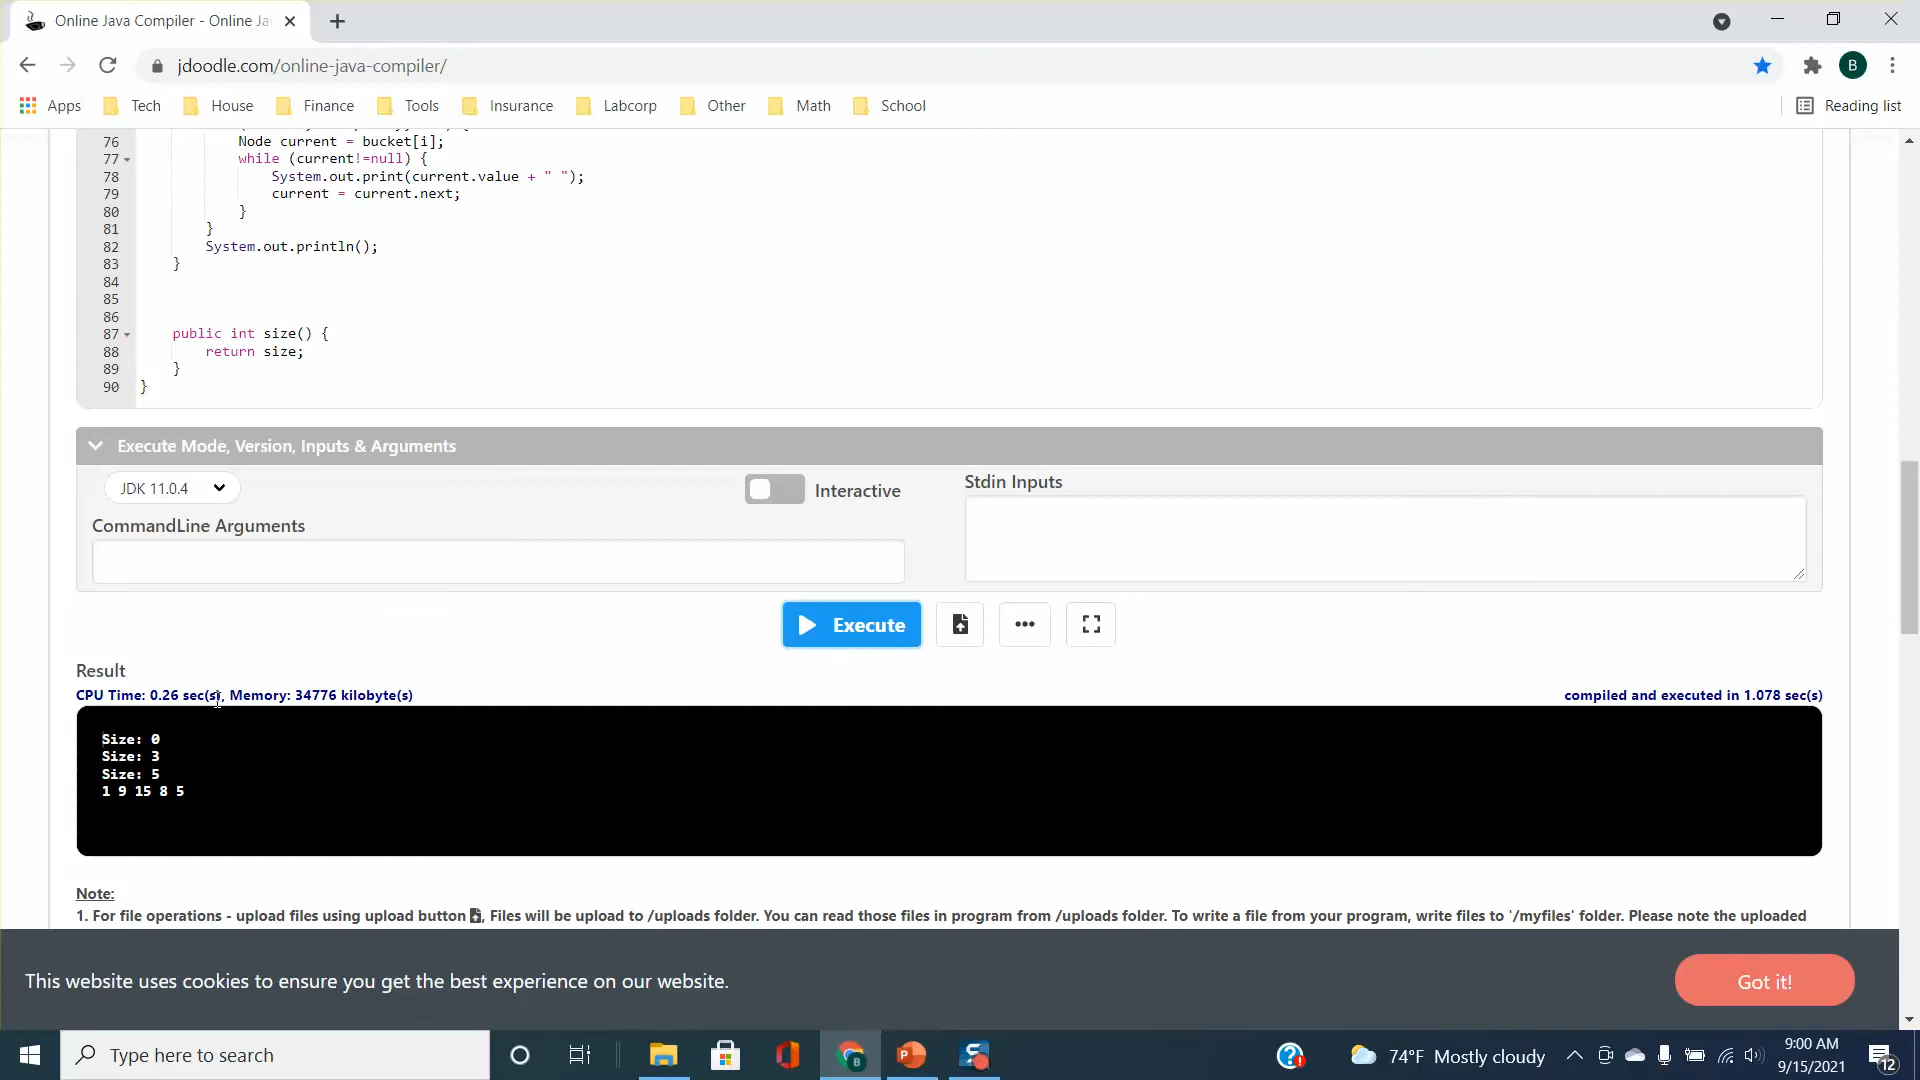 Online Java Compiler - Online Ja
jdoodle.com/online-java-compiler/
B
Apps Tech House Finance Tools Insurance Labcorp Other Math School Reading list
76 Node current = bucket[i];
77 while (current!=null) {
78 System.out.print(current.value + " ");
79 current = current.next;
80 }
81 }
82 System.out.println();
83 }
84
85
86
87 public int size() {
88 return size;
89 }
90 }
Execute Mode, Version, Inputs & Arguments
JDK 11.0.4
Interactive
Stdin Inputs
CommandLine Arguments
Execute
Result
CPU Time: 0.26 sec(s), Memory: 34776 kilobyte(s)
compiled and executed in 1.078 sec(s)
Size: 0
Size: 3
Size: 5
1 9 15 8 5
Note:
1. For file operations - upload files using upload button , Files will be upload to /uploads folder. You can read those files in program from /uploads folder. To write a file from your program, write files to '/myfiles' folder. Please note the uploaded
This website uses cookies to ensure you get the best experience on our website.
Got it!
Type here to search
74°F Mostly cloudy
9:00 AM
9/15/2021
12